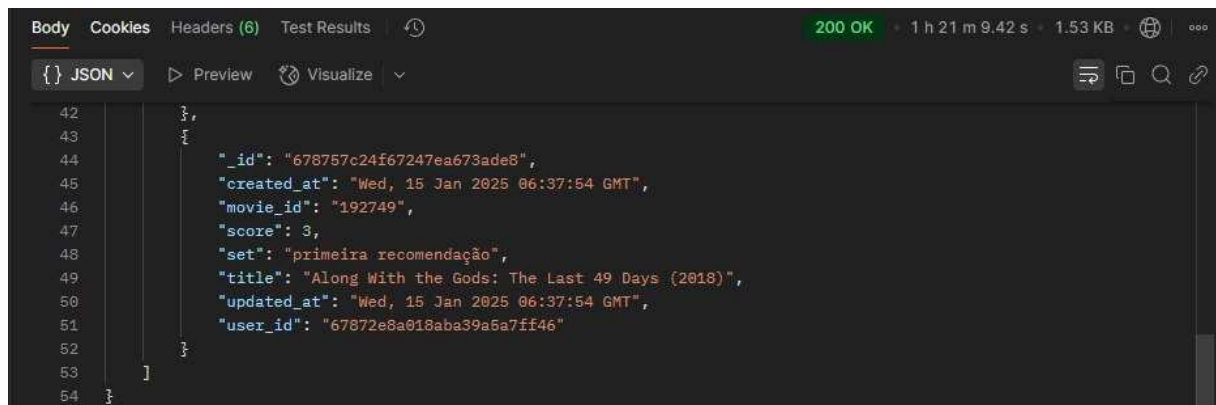 Body Cookies Headers (6) Test Results 200 OK 1 h 21 m 9.42 s 1.53 KB
{} JSON Preview Visualize
42 },
43 {
44 "_id": "678757c24f67247ea673ade8",
45 "created_at": "Wed, 15 Jan 2025 06:37:54 GMT",
46 "movie_id": "192749",
47 "score": 3,
48 "set": "primeira recomendação",
49 "title": "Along With the Gods: The Last 49 Days (2018)",
50 "updated_at": "Wed, 15 Jan 2025 06:37:54 GMT",
51 "user_id": "67872e8a018aba39a5a7ff46"
52 }
53 ]
54 }